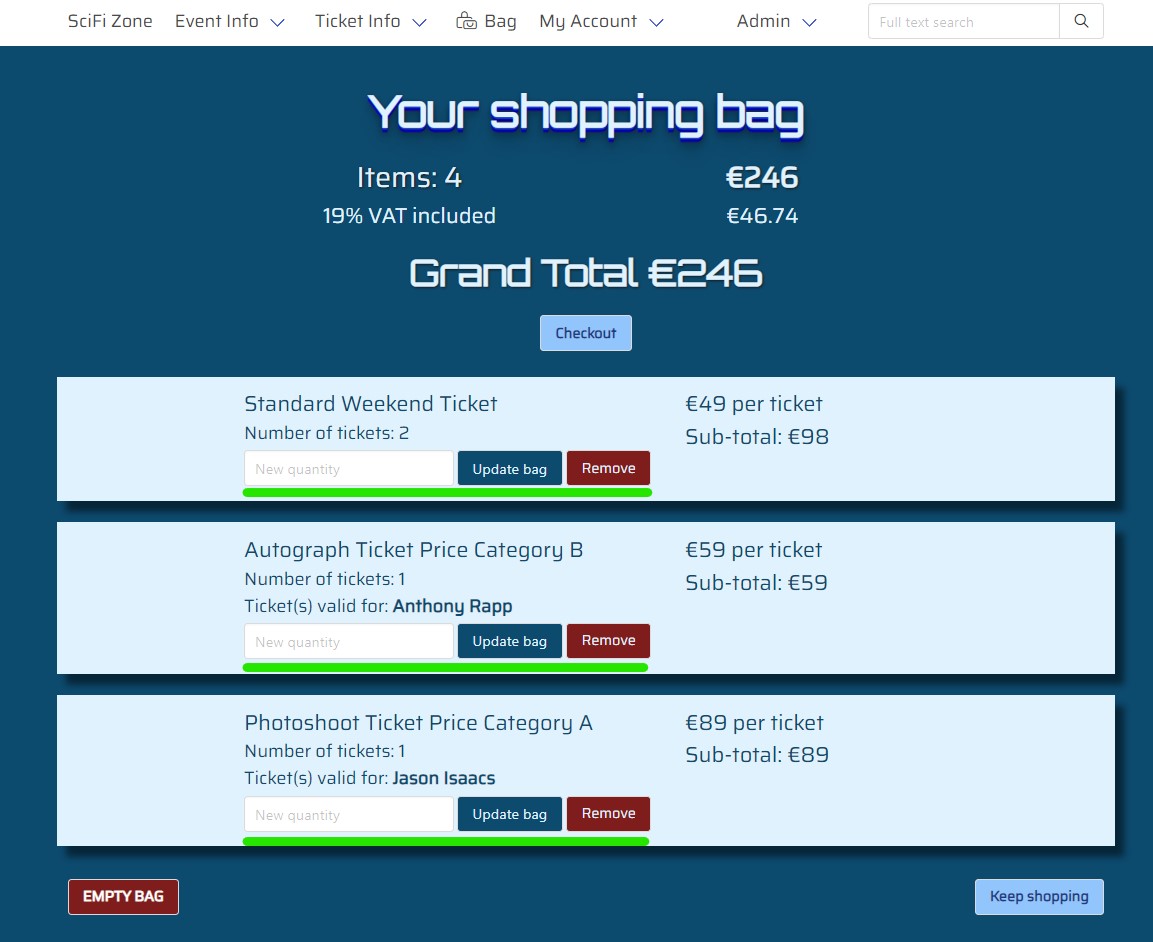 SciFi Zone Event Info Ticket Info Bag My Account Admin Full text search
Your shopping bag
Items: 4 €246
19% VAT included €46.74
Grand Total €246
Checkout
Standard Weekend Ticket €49 per ticket
Number of tickets: 2 Sub-total: €98
New quantity Update bag Remove
Autograph Ticket Price Category B €59 per ticket
Number of tickets: 1 Sub-total: €59
Ticket(s) valid for: Anthony Rapp
New quantity Update bag Remove
Photoshoot Ticket Price Category A €89 per ticket
Number of tickets: 1 Sub-total: €89
Ticket(s) valid for: Jason Isaacs
New quantity Update bag Remove
EMPTY BAG Keep shopping